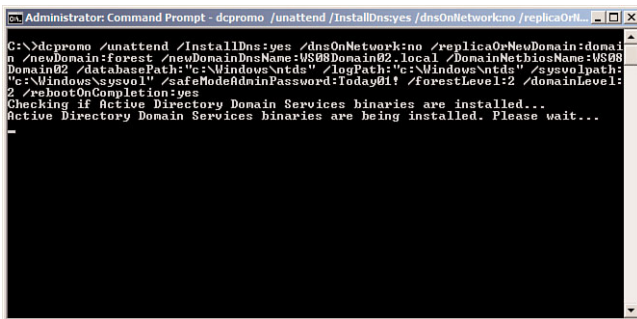 Administrator: Command Prompt - dcpromo /unattend /InstallDns:yes /dnsOnNetwork:no /replicaOrN...
C:\>dcpromo /unattend /InstallDns:yes /dnsOnNetwork:no /replicaOrNewDomain:domai
n /newDomain:forest /newDomainDnsName:WS08Domain02.local /DomainNetbiosName:WS08
Domain02 /databasePath:"c:\Windows\ntds" /logPath:"c:\Windows\ntds" /sysvolpath:
"c:\Windows\sysvol" /safeModeAdminPassword:Today01! /forestLevel:2 /domainLevel:
2 /rebootOnCompletion:yes
Checking if Active Directory Domain Services binaries are installed...
Active Directory Domain Services binaries are being installed. Please wait...